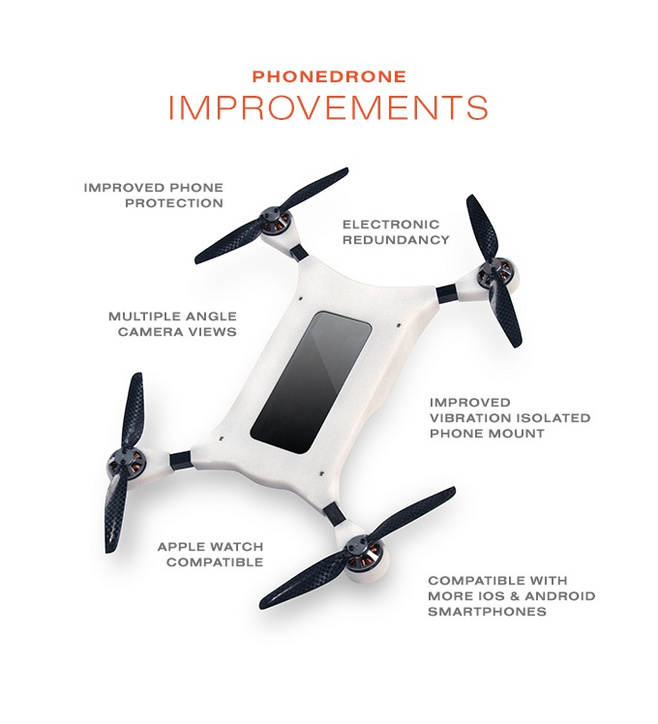 PHONEDRONE
IMPROVEMENTS
IMPROVED PHONE
PROTECTION
ELECTRONIC
REDUNDANCY
MULTIPLE ANGLE
CAMERA VIEWS
IMPROVED
VIBRATION ISOLATED
PHONE MOUNT
APPLE WATCH
COMPATIBLE
COMPATIBLE WITH
MORE IOS & ANDROID
SMARTPHONES